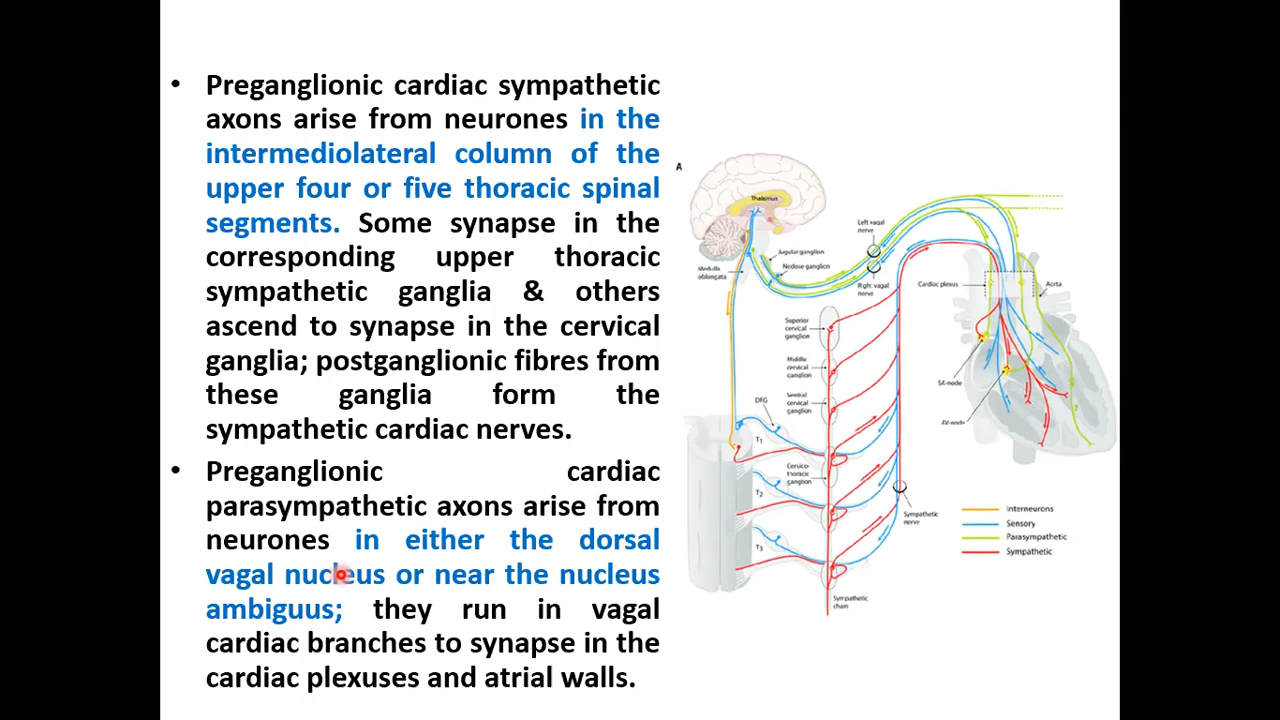 • Preganglionic cardiac sympathetic
axons arise from neurones in the
intermediolateral column of the
upper four or five thoracic spinal
segments. Some synapse in the
corresponding upper thoracic
sympathetic ganglia & others
ascend to synapse in the cervical
ganglia; postganglionic fibres from
these ganglia form the
sympathetic cardiac nerves.
• Preganglionic cardiac
parasympathetic axons arise from
neurones in either the dorsal
vagal nucleus or near the nucleus
ambiguus; they run in vagal
cardiac branches to synapse in the
cardiac plexuses and atrial walls.
A
Thalamus
Medulla
oblongata
Jugular ganglion
Nodose ganglion
Left vagal
nerve
Right vagal
nerve
Cardiac plexus
Aorta
Superior
cervical
ganglion
Middle
cervical
ganglion
cervical
ganglion
SA-node
AV-node
T1
Cervico-
thoracic
ganglion
T2
T3
Sympathetic
nerve
Sympathetic
chain
Interneurons
Sensory
Parasympathetic
Sympathetic